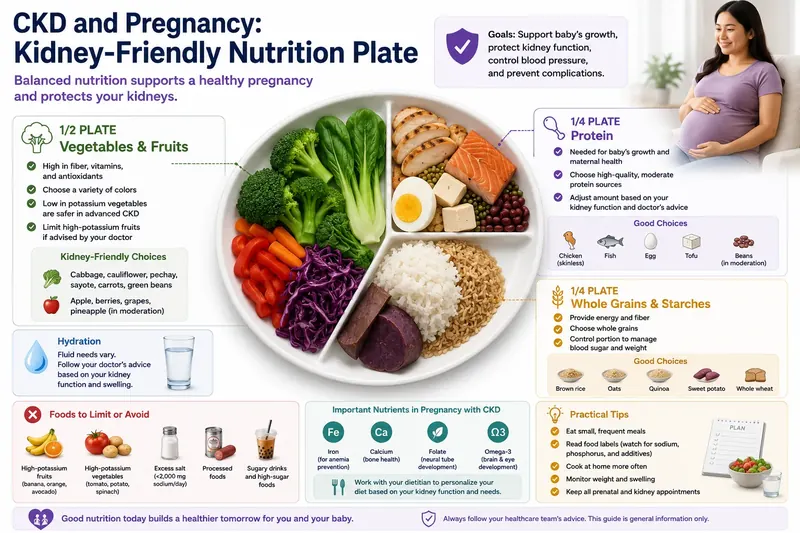 CKD and Pregnancy:
Kidney-Friendly Nutrition Plate
Balanced nutrition supports a healthy pregnancy
and protects your kidneys.
Goals: Support baby's growth,
protect kidney function,
control blood pressure,
and prevent complications.
1/2 PLATE
Vegetables & Fruits
High in fiber, vitamins,
and antioxidants
Choose a variety of colors
Low in potassium vegetables
are safer in advanced CKD
Limit high-potassium fruits
if advised by your doctor
Kidney-Friendly Choices
Cabbage, cauliflower, pechay,
sayote, carrots, green beans
Apple, berries, grapes,
pineapple (in moderation)
1/4 PLATE
Protein
Needed for baby's growth and
maternal health
Choose high-quality, moderate
protein sources
Adjust amount based on your
kidney function and doctor's advice
Good Choices
Chicken
(skinless)
Fish
Egg
Tofu
Beans
(in moderation)
1/4 PLATE
Whole Grains & Starches
Provide energy and fiber
Choose whole grains
Control portion to manage
blood sugar and weight
Good Choices
Brown rice
Oats
Quinoa
Sweet potato
Whole wheat
Hydration
Fluid needs vary.
Follow your doctor's advice
based on your kidney
function and swelling.
Foods to Limit or Avoid
High-potassium
fruits
(banana, orange,
avocado)
High-potassium
vegetables
(tomato, potato,
spinach)
Excess salt
(<2,000 mg
sodium/day)
Processed
foods
Sugary drinks
and high-sugar
foods
Important Nutrients in Pregnancy with CKD
Fe
Iron
(for anemia
prevention)
Ca
Calcium
(bone health)
Folate
(neural tube
development)
Ω3
Omega-3
(brain & eye
development)
Work with your dietitian to personalize your
diet based on your kidney function and needs.
Practical Tips
Eat small, frequent meals
Read food labels (watch for sodium,
phosphorus, and additives)
Cook at home more often
Monitor weight and swelling
Keep all prenatal and kidney appointments
PLAN
Good nutrition today builds a healthier tomorrow for you and your baby.
Always follow your healthcare team's advice. This guide is general information only.